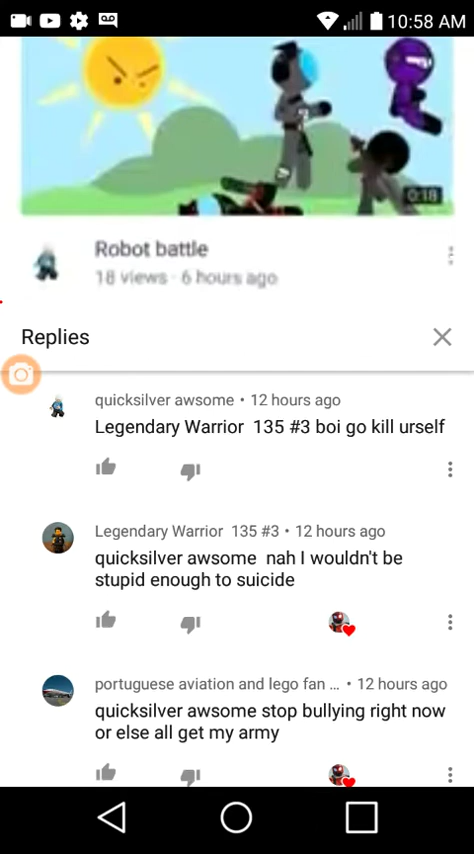 10:58 AM
0:18
Robot battle
18 views · 6 hours ago
Replies
quicksilver awsome • 12 hours ago
Legendary Warrior  135 #3 boi go kill urself
Legendary Warrior  135 #3 • 12 hours ago
quicksilver awsome  nah I wouldn't be
stupid enough to suicide
portuguese aviation and lego fan ... • 12 hours ago
quicksilver awsome stop bullying right now
or else all get my army